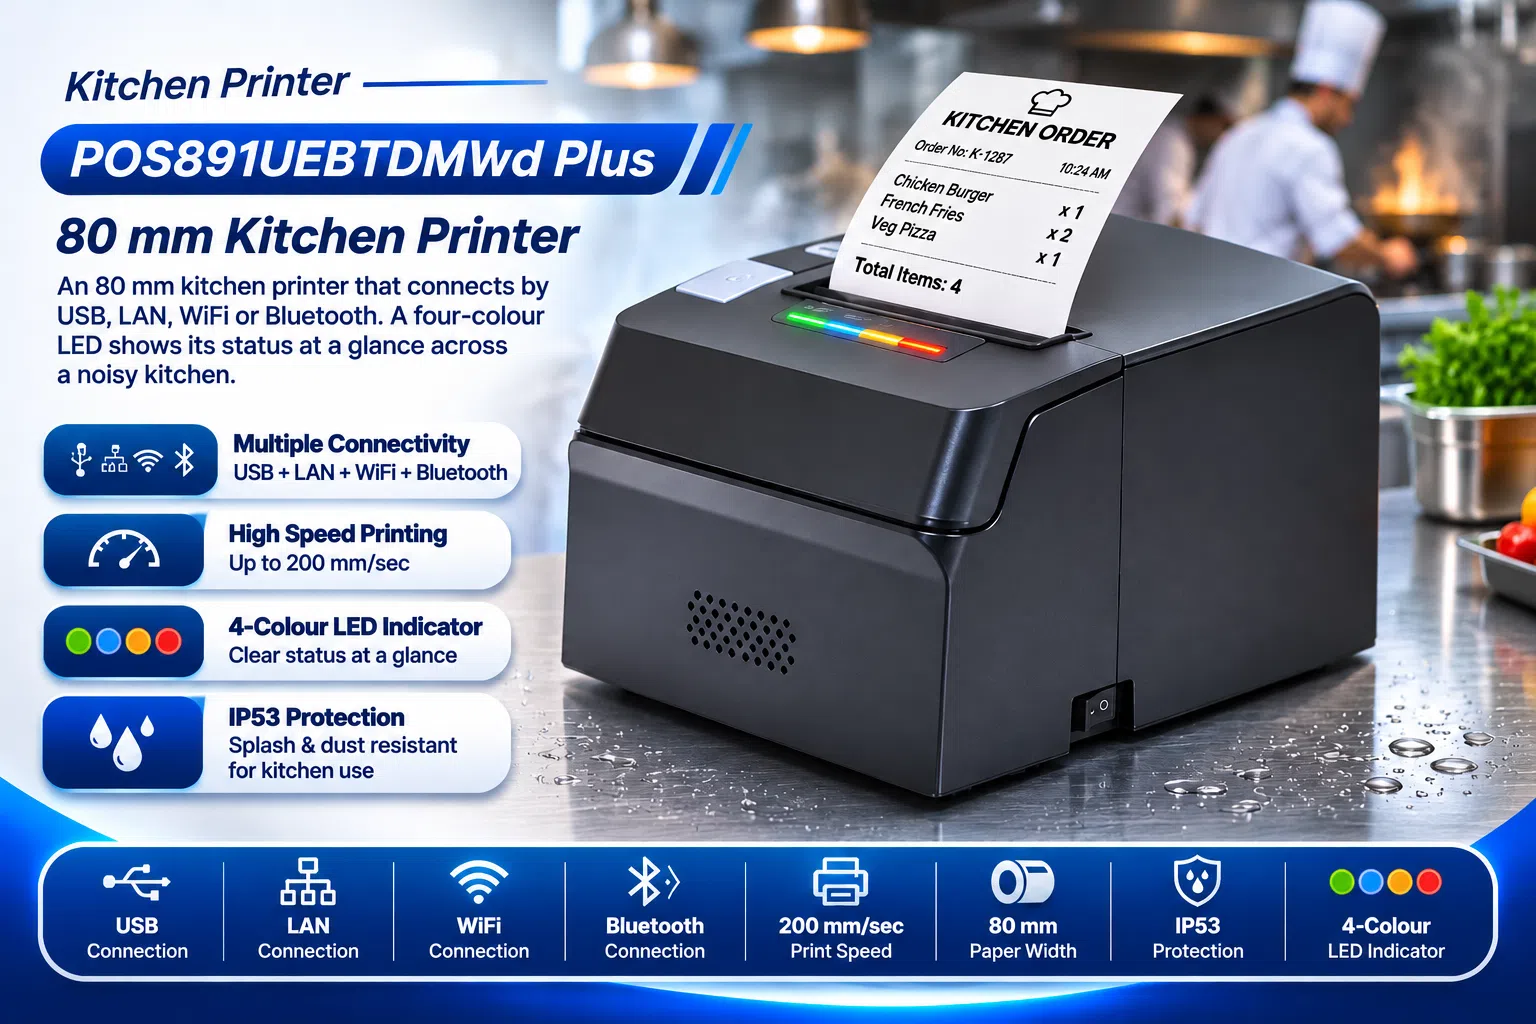 Kitchen Printer
POS891UEBTDMWd Plus
80 mm Kitchen Printer
An 80 mm kitchen printer that connects by
USB, LAN, WiFi or Bluetooth. A four-colour
LED shows its status at a glance across
a noisy kitchen.
Multiple Connectivity
USB + LAN + WiFi + Bluetooth
High Speed Printing
Up to 200 mm/sec
4-Colour LED Indicator
Clear status at a glance
IP53 Protection
Splash & dust resistant
for kitchen use
KITCHEN ORDER
Order No: K-1287 10:24 AM
Chicken Burger x 1
French Fries x 2
Veg Pizza x 1
Total Items: 4
USB
Connection
LAN
Connection
WiFi
Connection
Bluetooth
Connection
200 mm/sec
Print Speed
80 mm
Paper Width
IP53
Protection
4-Colour
LED Indicator